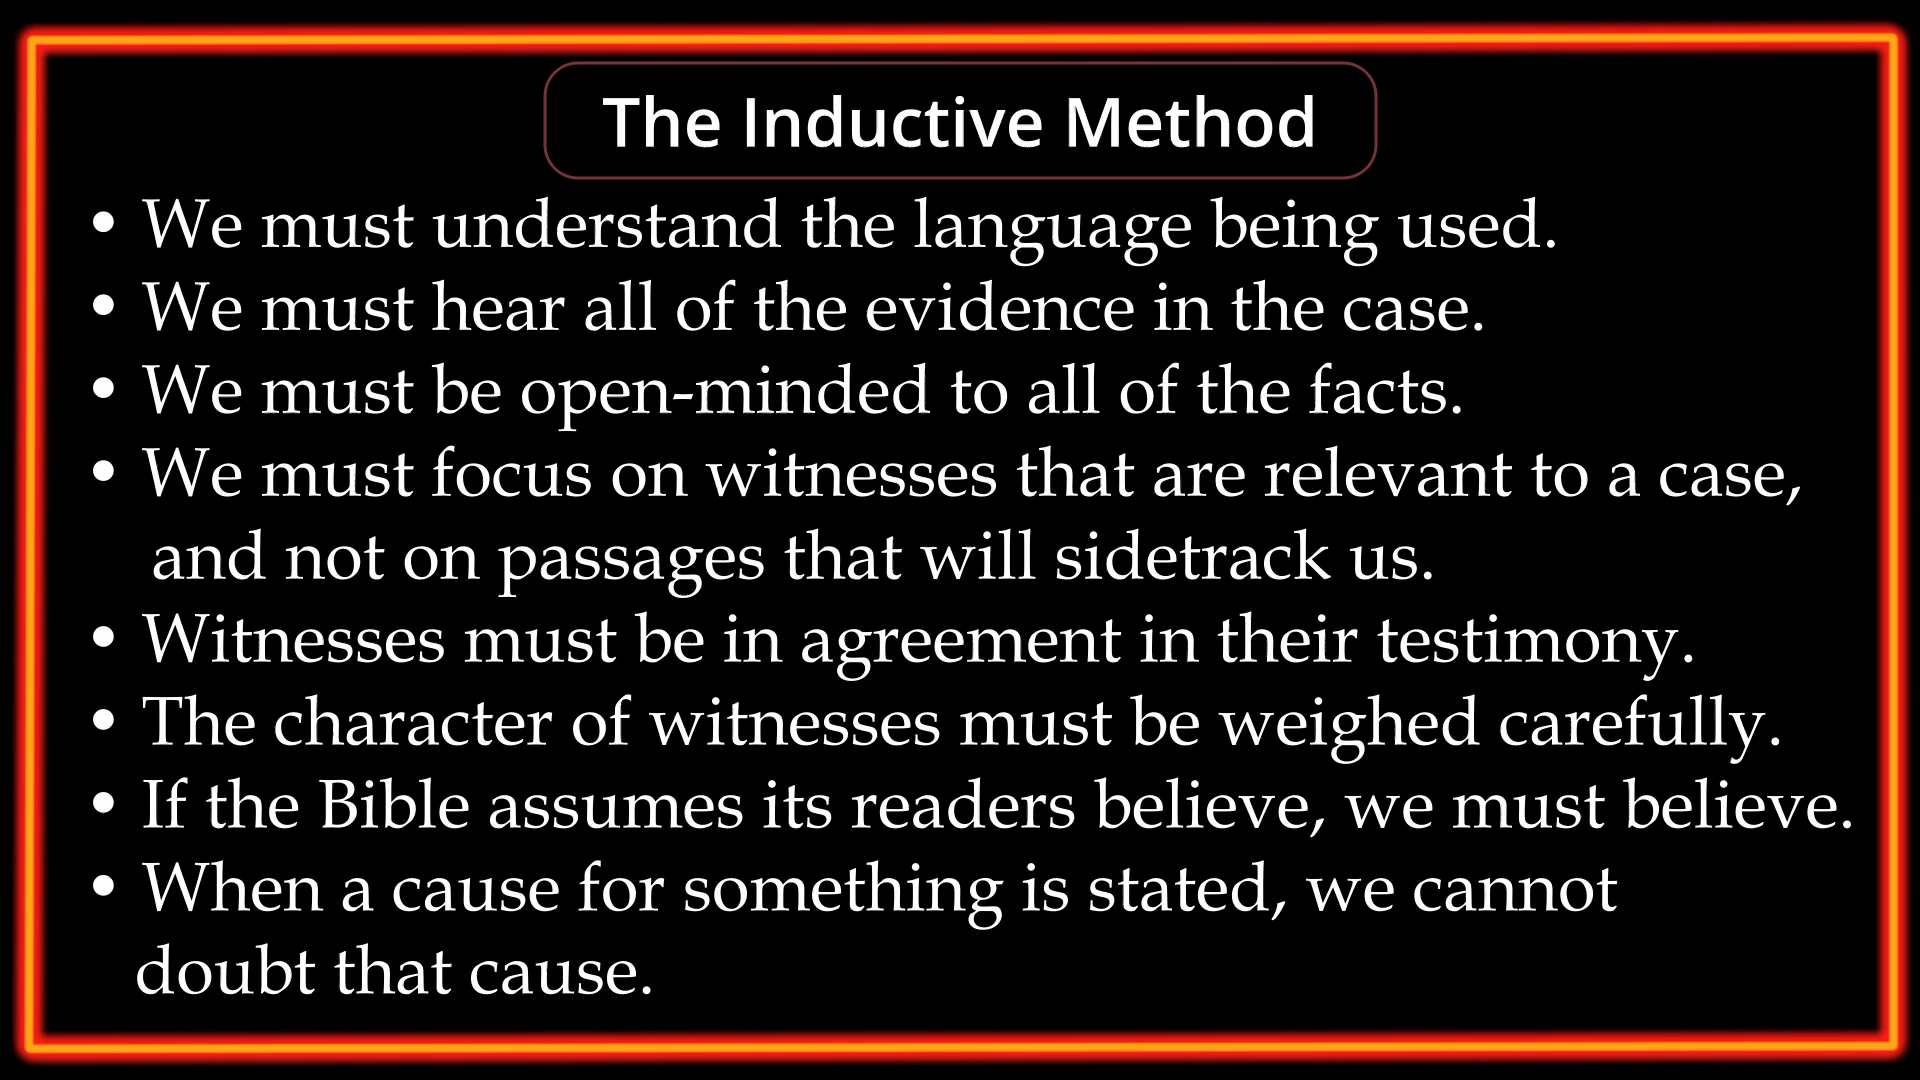 The Inductive Method
• We must understand the language being used.
• We must hear all of the evidence in the case.
• We must be open-minded to all of the facts.
• We must focus on witnesses that are relevant to a case,
and not on passages that will sidetrack us.
• Witnesses must be in agreement in their testimony.
• The character of witnesses must be weighed carefully.
• If the Bible assumes its readers believe, we must believe.
• When a cause for something is stated, we cannot
doubt that cause.